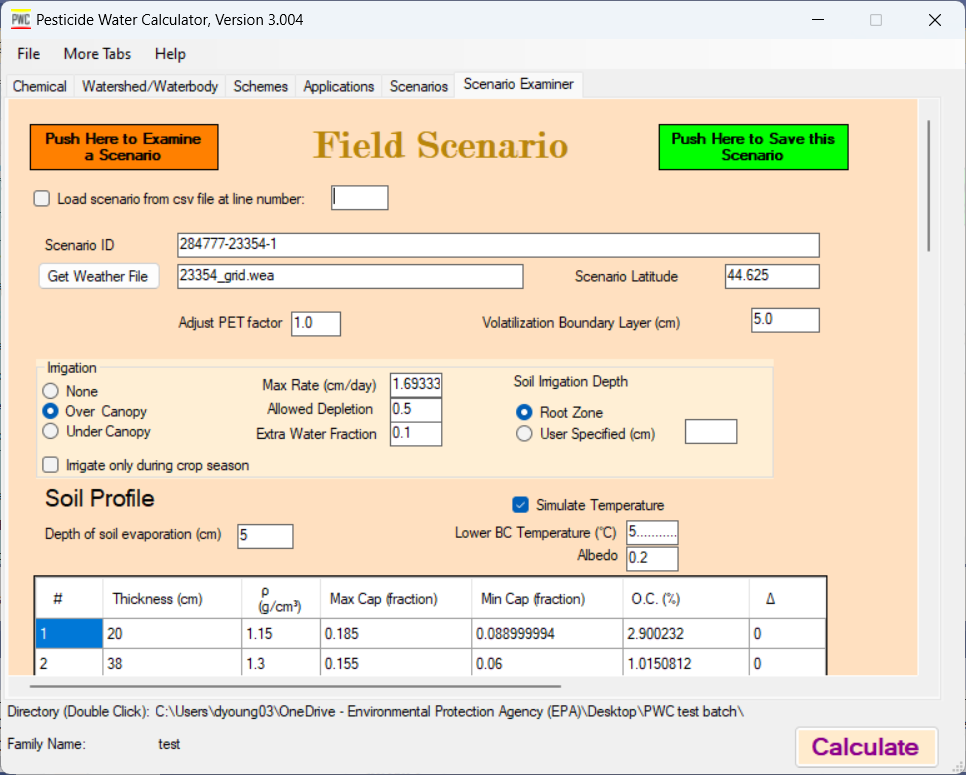 PWC Pesticide Water Calculator, Version 3.004
File More Tabs Help
Chemical Watershed/Waterbody Schemes Applications Scenarios Scenario Examiner
Push Here to Examine
a Scenario
Field Scenario
Push Here to Save this
Scenario
Load scenario from csv file at line number:
Scenario ID 284777-23354-1
Get Weather File 23354_grid.wea Scenario Latitude 44.625
Adjust PET factor 1.0 Volatilization Boundary Layer (cm) 5.0
Irrigation
None Max Rate (cm/day) 1.69333 Soil Irrigation Depth
Over Canopy Allowed Depletion 0.5 Root Zone
Under Canopy Extra Water Fraction 0.1 User Specified (cm)
Irrigate only during crop season
Soil Profile
Simulate Temperature
Depth of soil evaporation (cm) 5 Lower BC Temperature (°C) 5...........
Albedo 0.2
# Thickness (cm) ρ (g/cm³) Max Cap (fraction) Min Cap (fraction) O.C. (%) Δ
1 20 1.15 0.185 0.088999994 2.900232 0
2 38 1.3 0.155 0.06 1.0150812 0
Directory (Double Click): C:\Users\dyoung03\OneDrive - Environmental Protection Agency (EPA)\Desktop\PWC test batch\
Family Name: test
Calculate